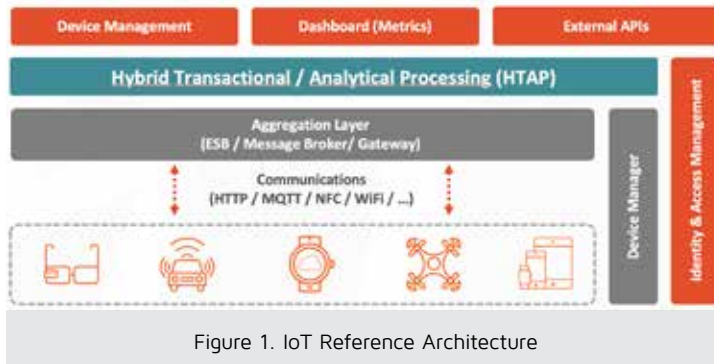 Device Management
Dashboard (Metrics)
External APIs
Hybrid Transactional / Analytical Processing (HTAP)
Aggregation Layer
(ESB / Message Broker/ Gateway)
Communications
(HTTP / MQTT / NFC / WiFi / ...)
Device Manager
Identity & Access Management
Figure 1. IoT Reference Architecture